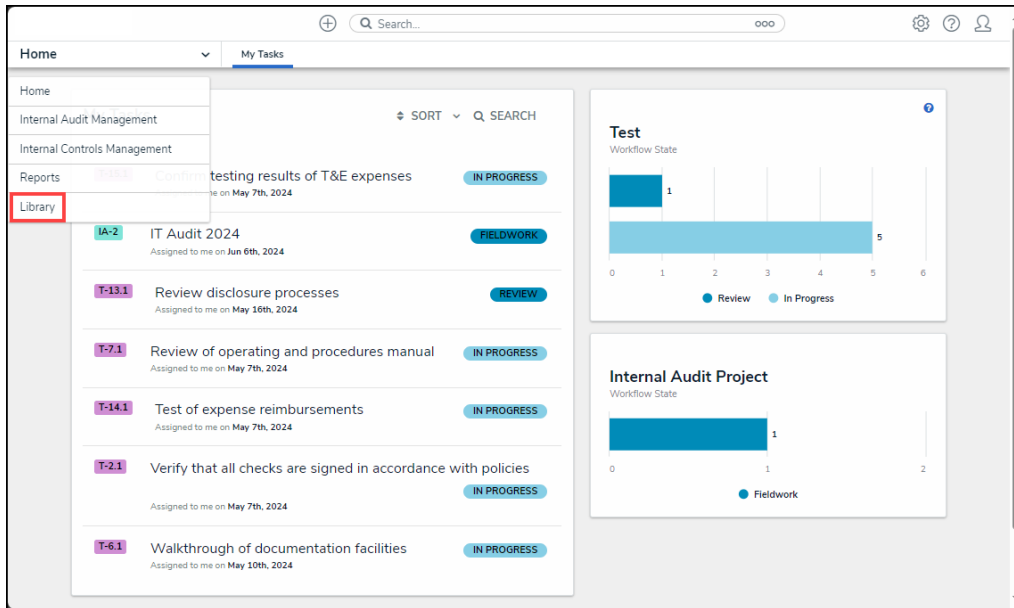 Search...
Home
My Tasks
Home
Internal Audit Management
Internal Controls Management
Reports
Library
SORT
SEARCH
testing results of T&E expenses
IN PROGRESS
me on May 7th, 2024
IA-2
IT Audit 2024
FIELDWORK
Assigned to me on Jun 6th, 2024
T-13.1
Review disclosure processes
REVIEW
Assigned to me on May 16th, 2024
T-7.1
Review of operating and procedures manual
IN PROGRESS
Assigned to me on May 7th, 2024
T-14.1
Test of expense reimbursements
IN PROGRESS
Assigned to me on May 7th, 2024
T-2.1
Verify that all checks are signed in accordance with policies
IN PROGRESS
Assigned to me on May 7th, 2024
T-6.1
Walkthrough of documentation facilities
IN PROGRESS
Assigned to me on May 10th, 2024
Test
Workflow State
1
5
0 1 2 3 4 5 6
Review In Progress
Internal Audit Project
Workflow State
1
0 1 2
Fieldwork